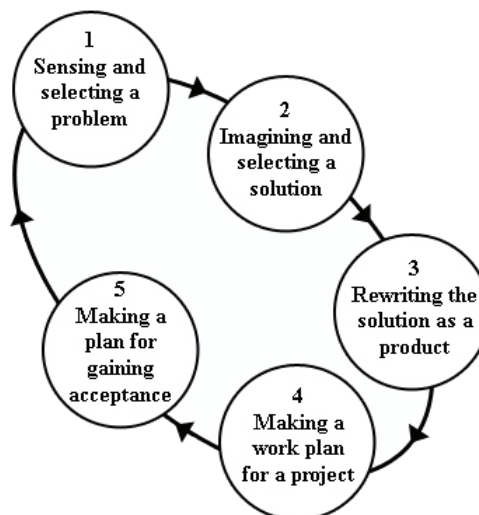 1
Sensing and
selecting a
problem
2
Imagining and
selecting a
solution
3
Rewriting the
solution as a
product
4
Making a
work plan
for a project
5
Making a
plan for
gaining
acceptance